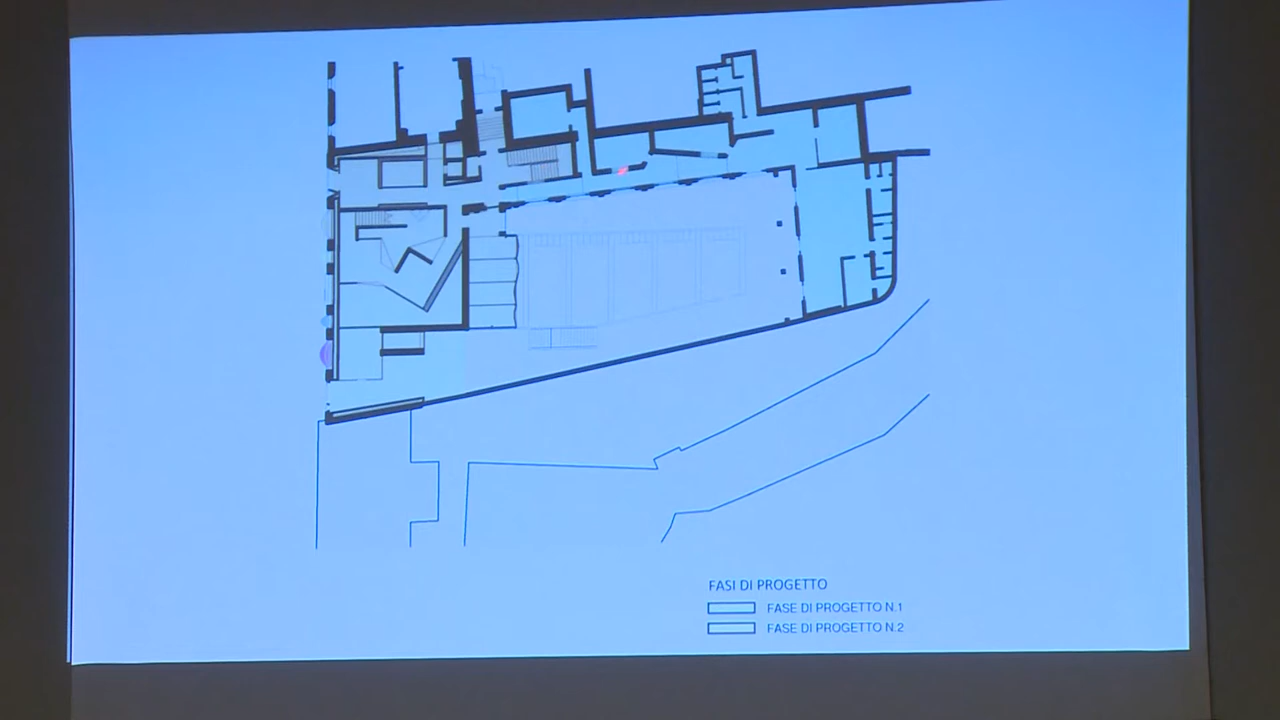 FASI DI PROGETTO
FASE DI PROGETTO N.1
FASE DI PROGETTO N.2